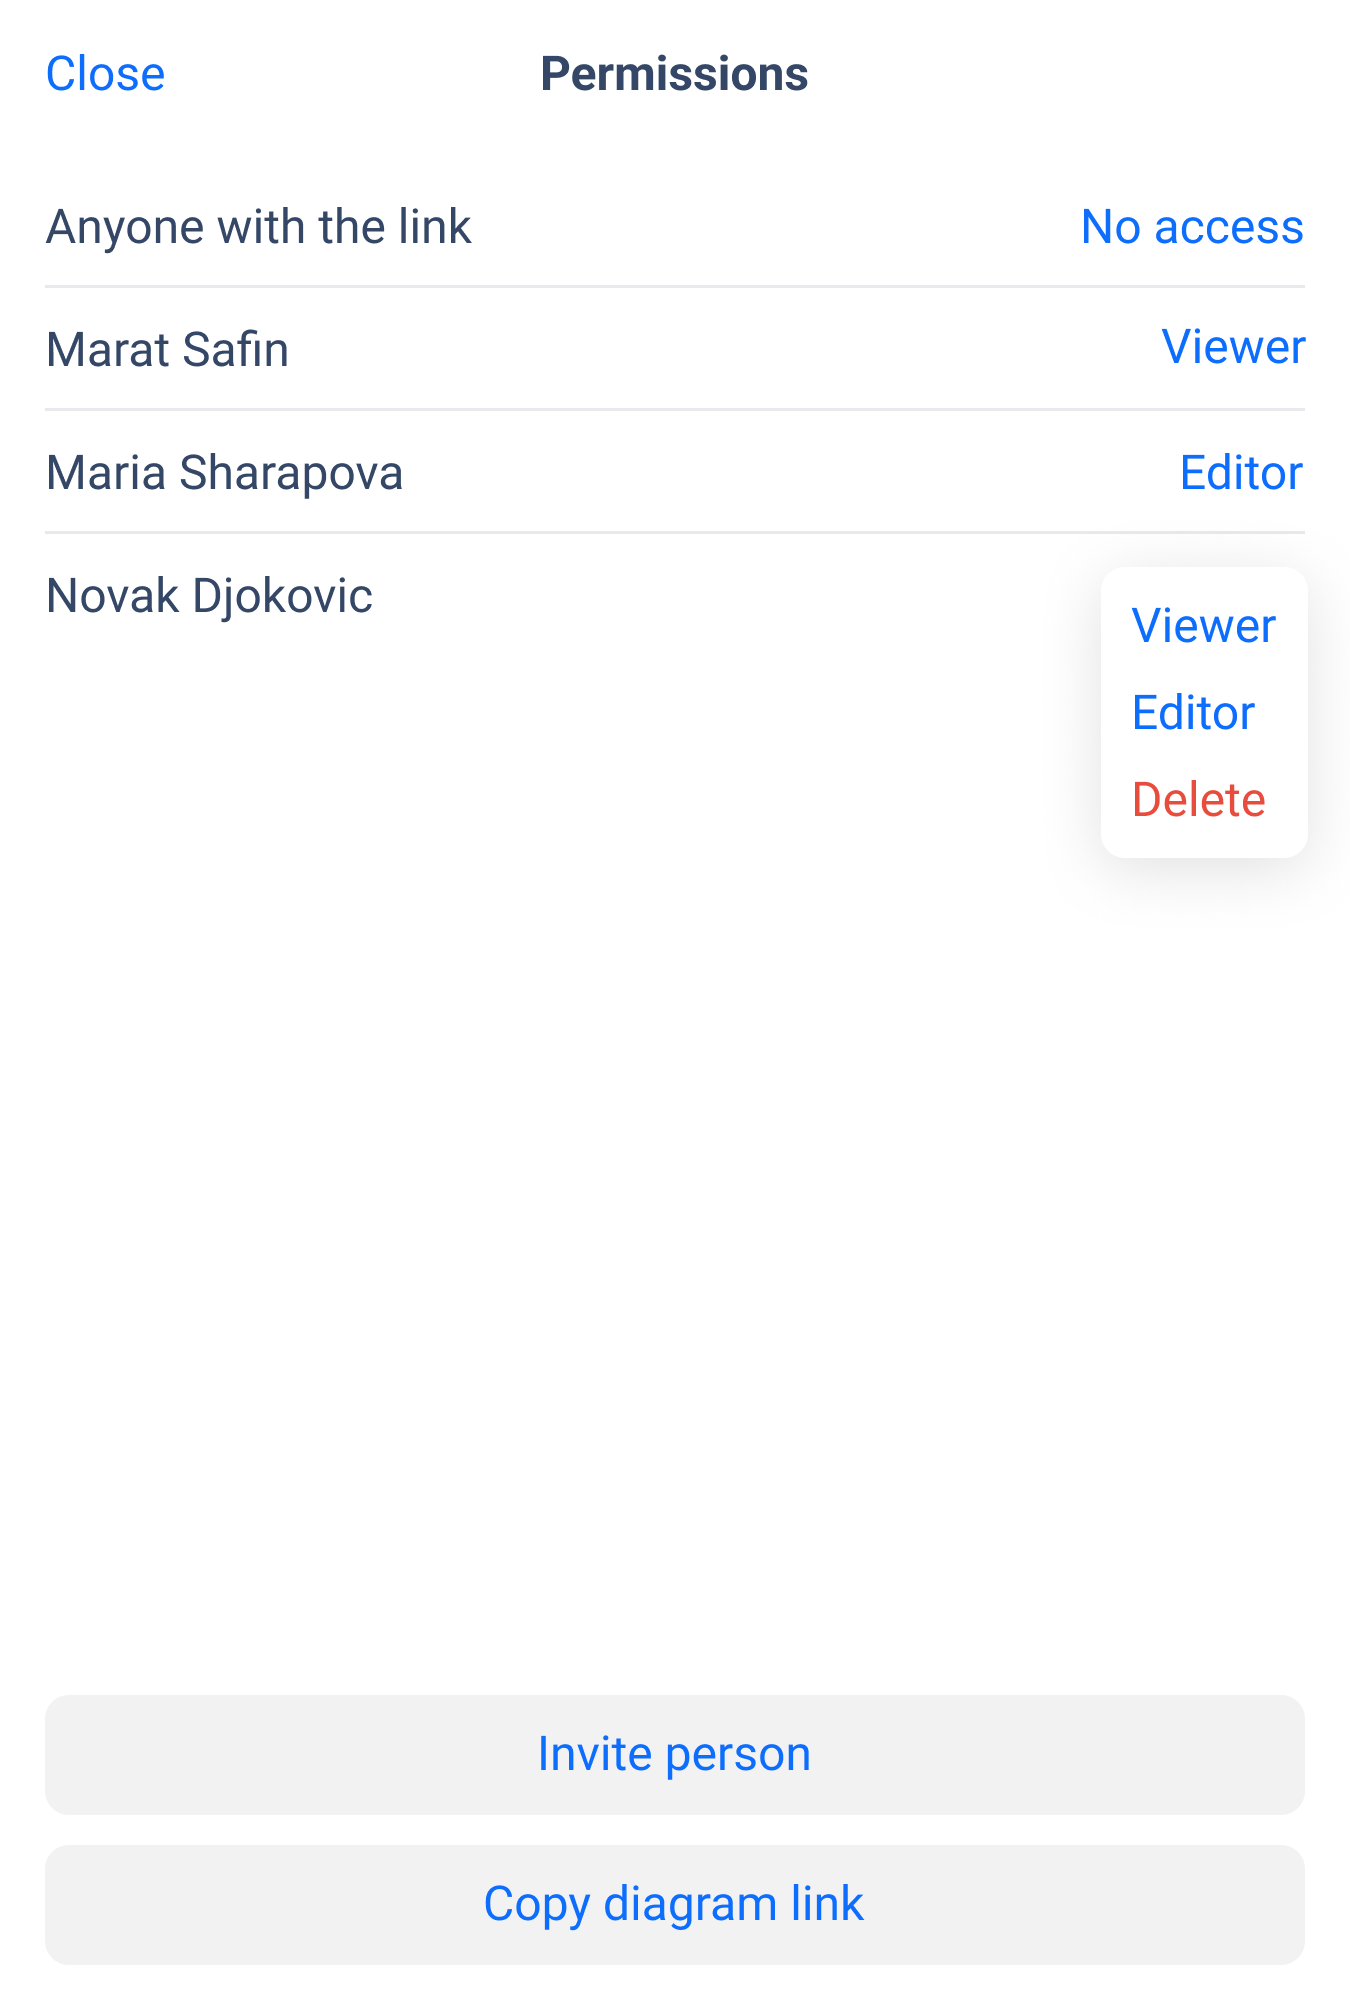 Close
Permissions
Anyone with the link
No access
Marat Safin
Viewer
Maria Sharapova
Editor
Novak Djokovic
Viewer
Editor
Delete
Invite person
Copy diagram link